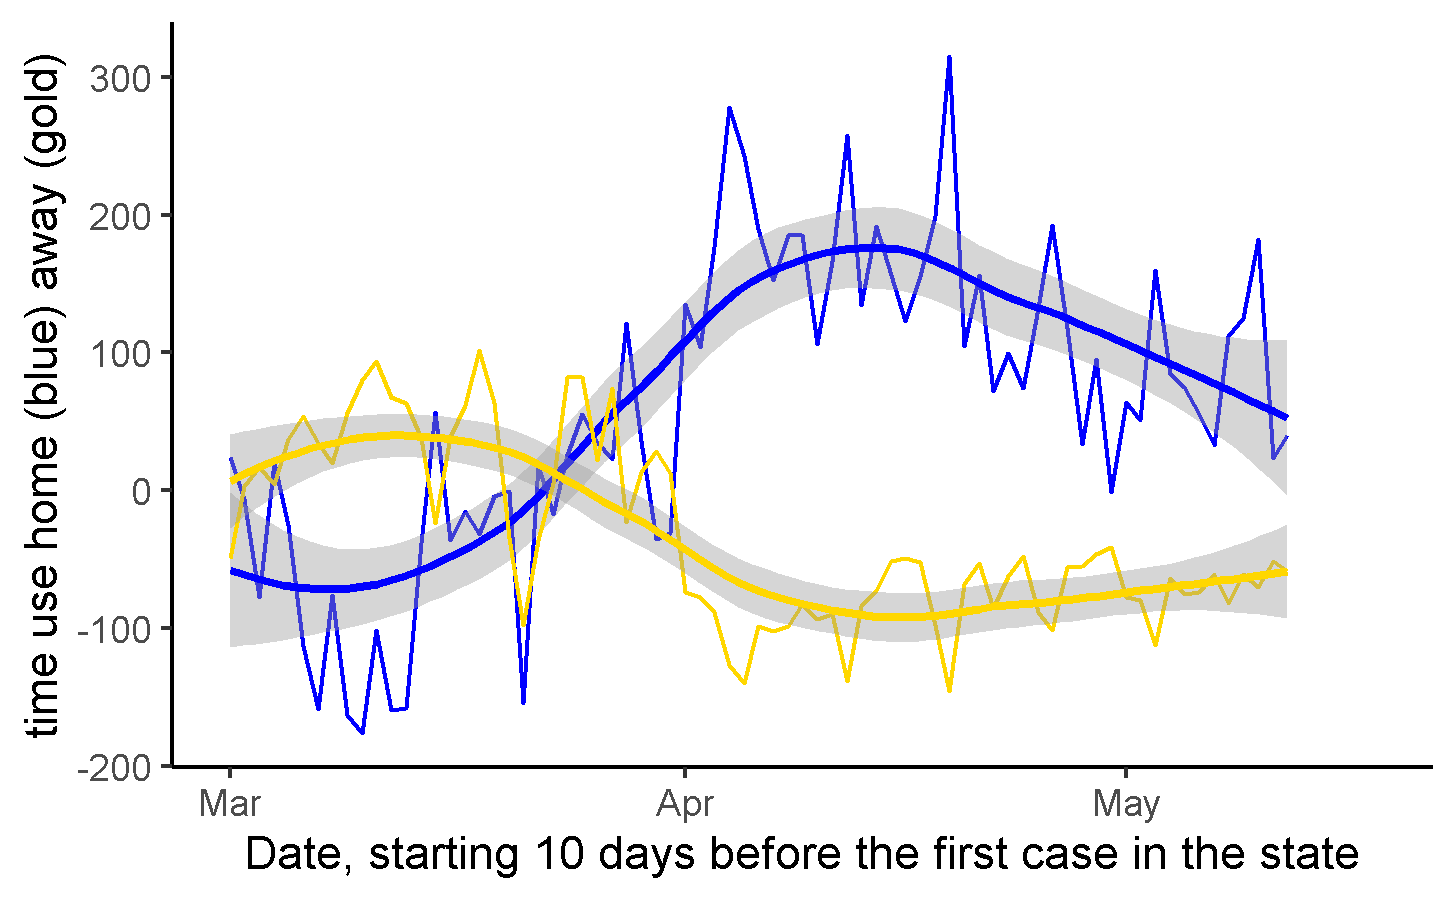 time use home (blue) away (gold)
300
200
100
0
-100
-200
Mar
Apr
May
Date, starting 10 days before the first case in the state